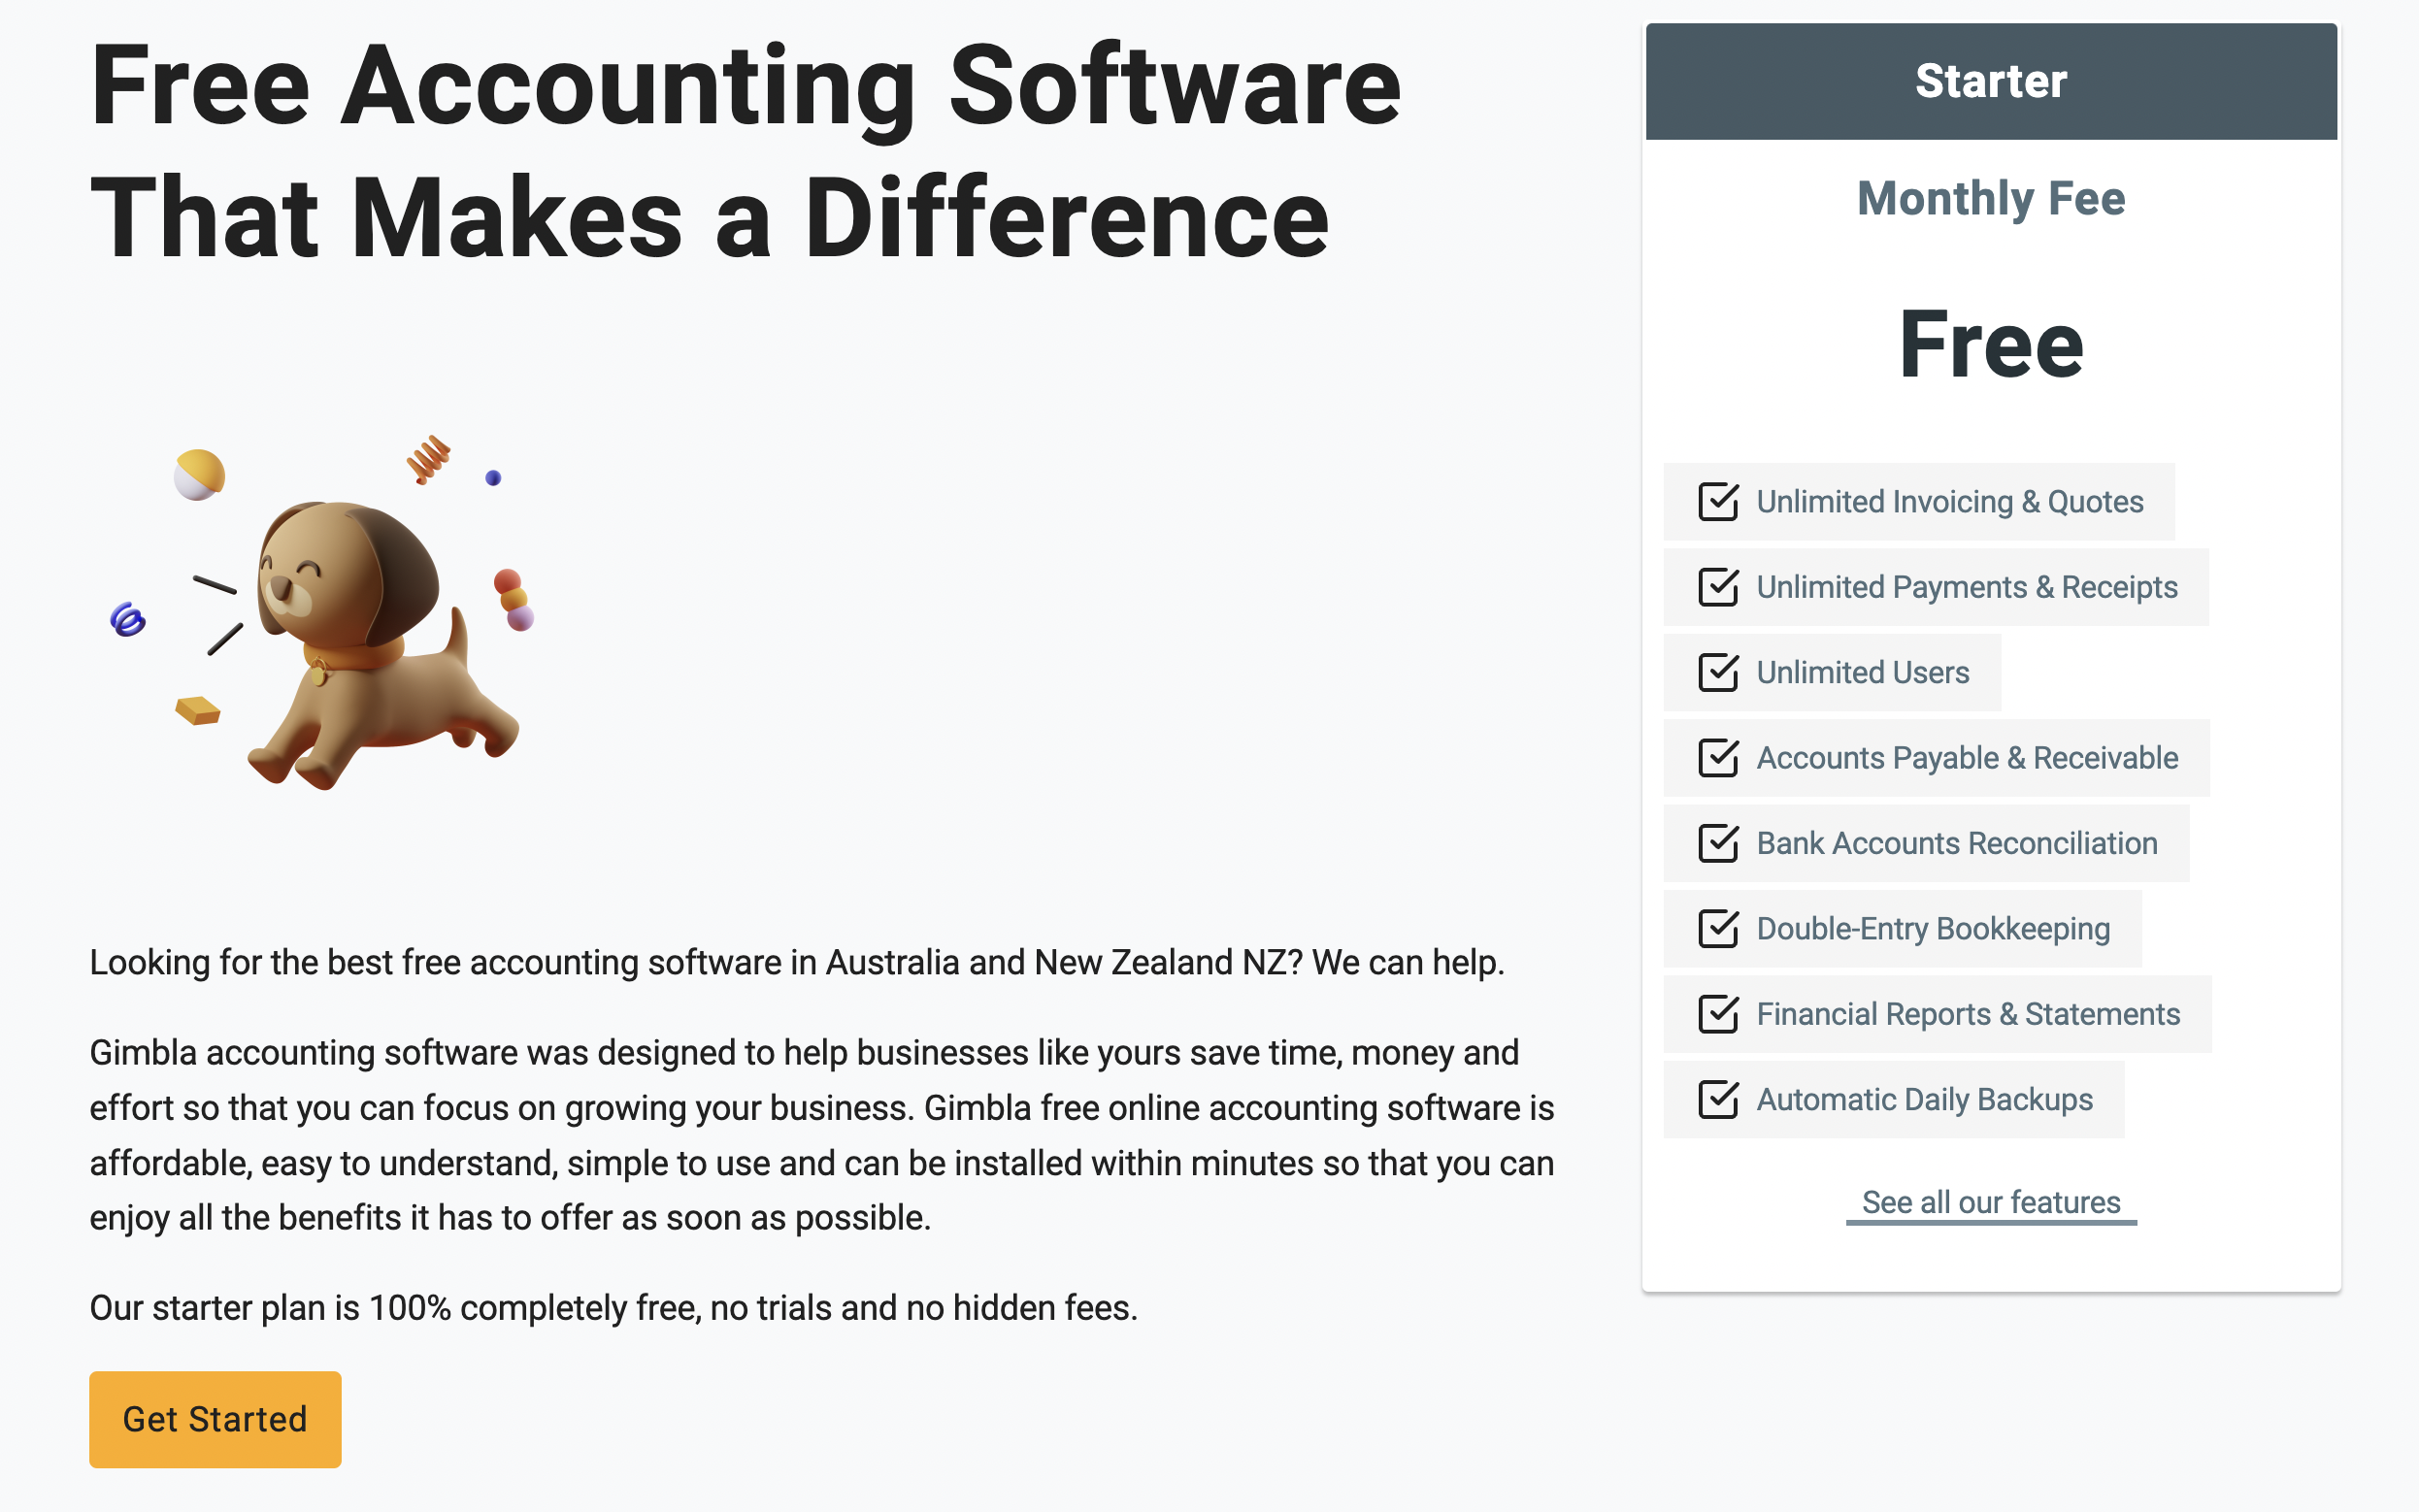 Free Accounting Software
That Makes a Difference
Looking for the best free accounting software in Australia and New Zealand NZ? We can help.
Gimbla accounting software was designed to help businesses like yours save time, money and
effort so that you can focus on growing your business. Gimbla free online accounting software is
affordable, easy to understand, simple to use and can be installed within minutes so that you can
enjoy all the benefits it has to offer as soon as possible.
Our starter plan is 100% completely free, no trials and no hidden fees.
Get Started
Starter
Monthly Fee
Free
Unlimited Invoicing & Quotes
Unlimited Payments & Receipts
Unlimited Users
Accounts Payable & Receivable
Bank Accounts Reconciliation
Double-Entry Bookkeeping
Financial Reports & Statements
Automatic Daily Backups
See all our features